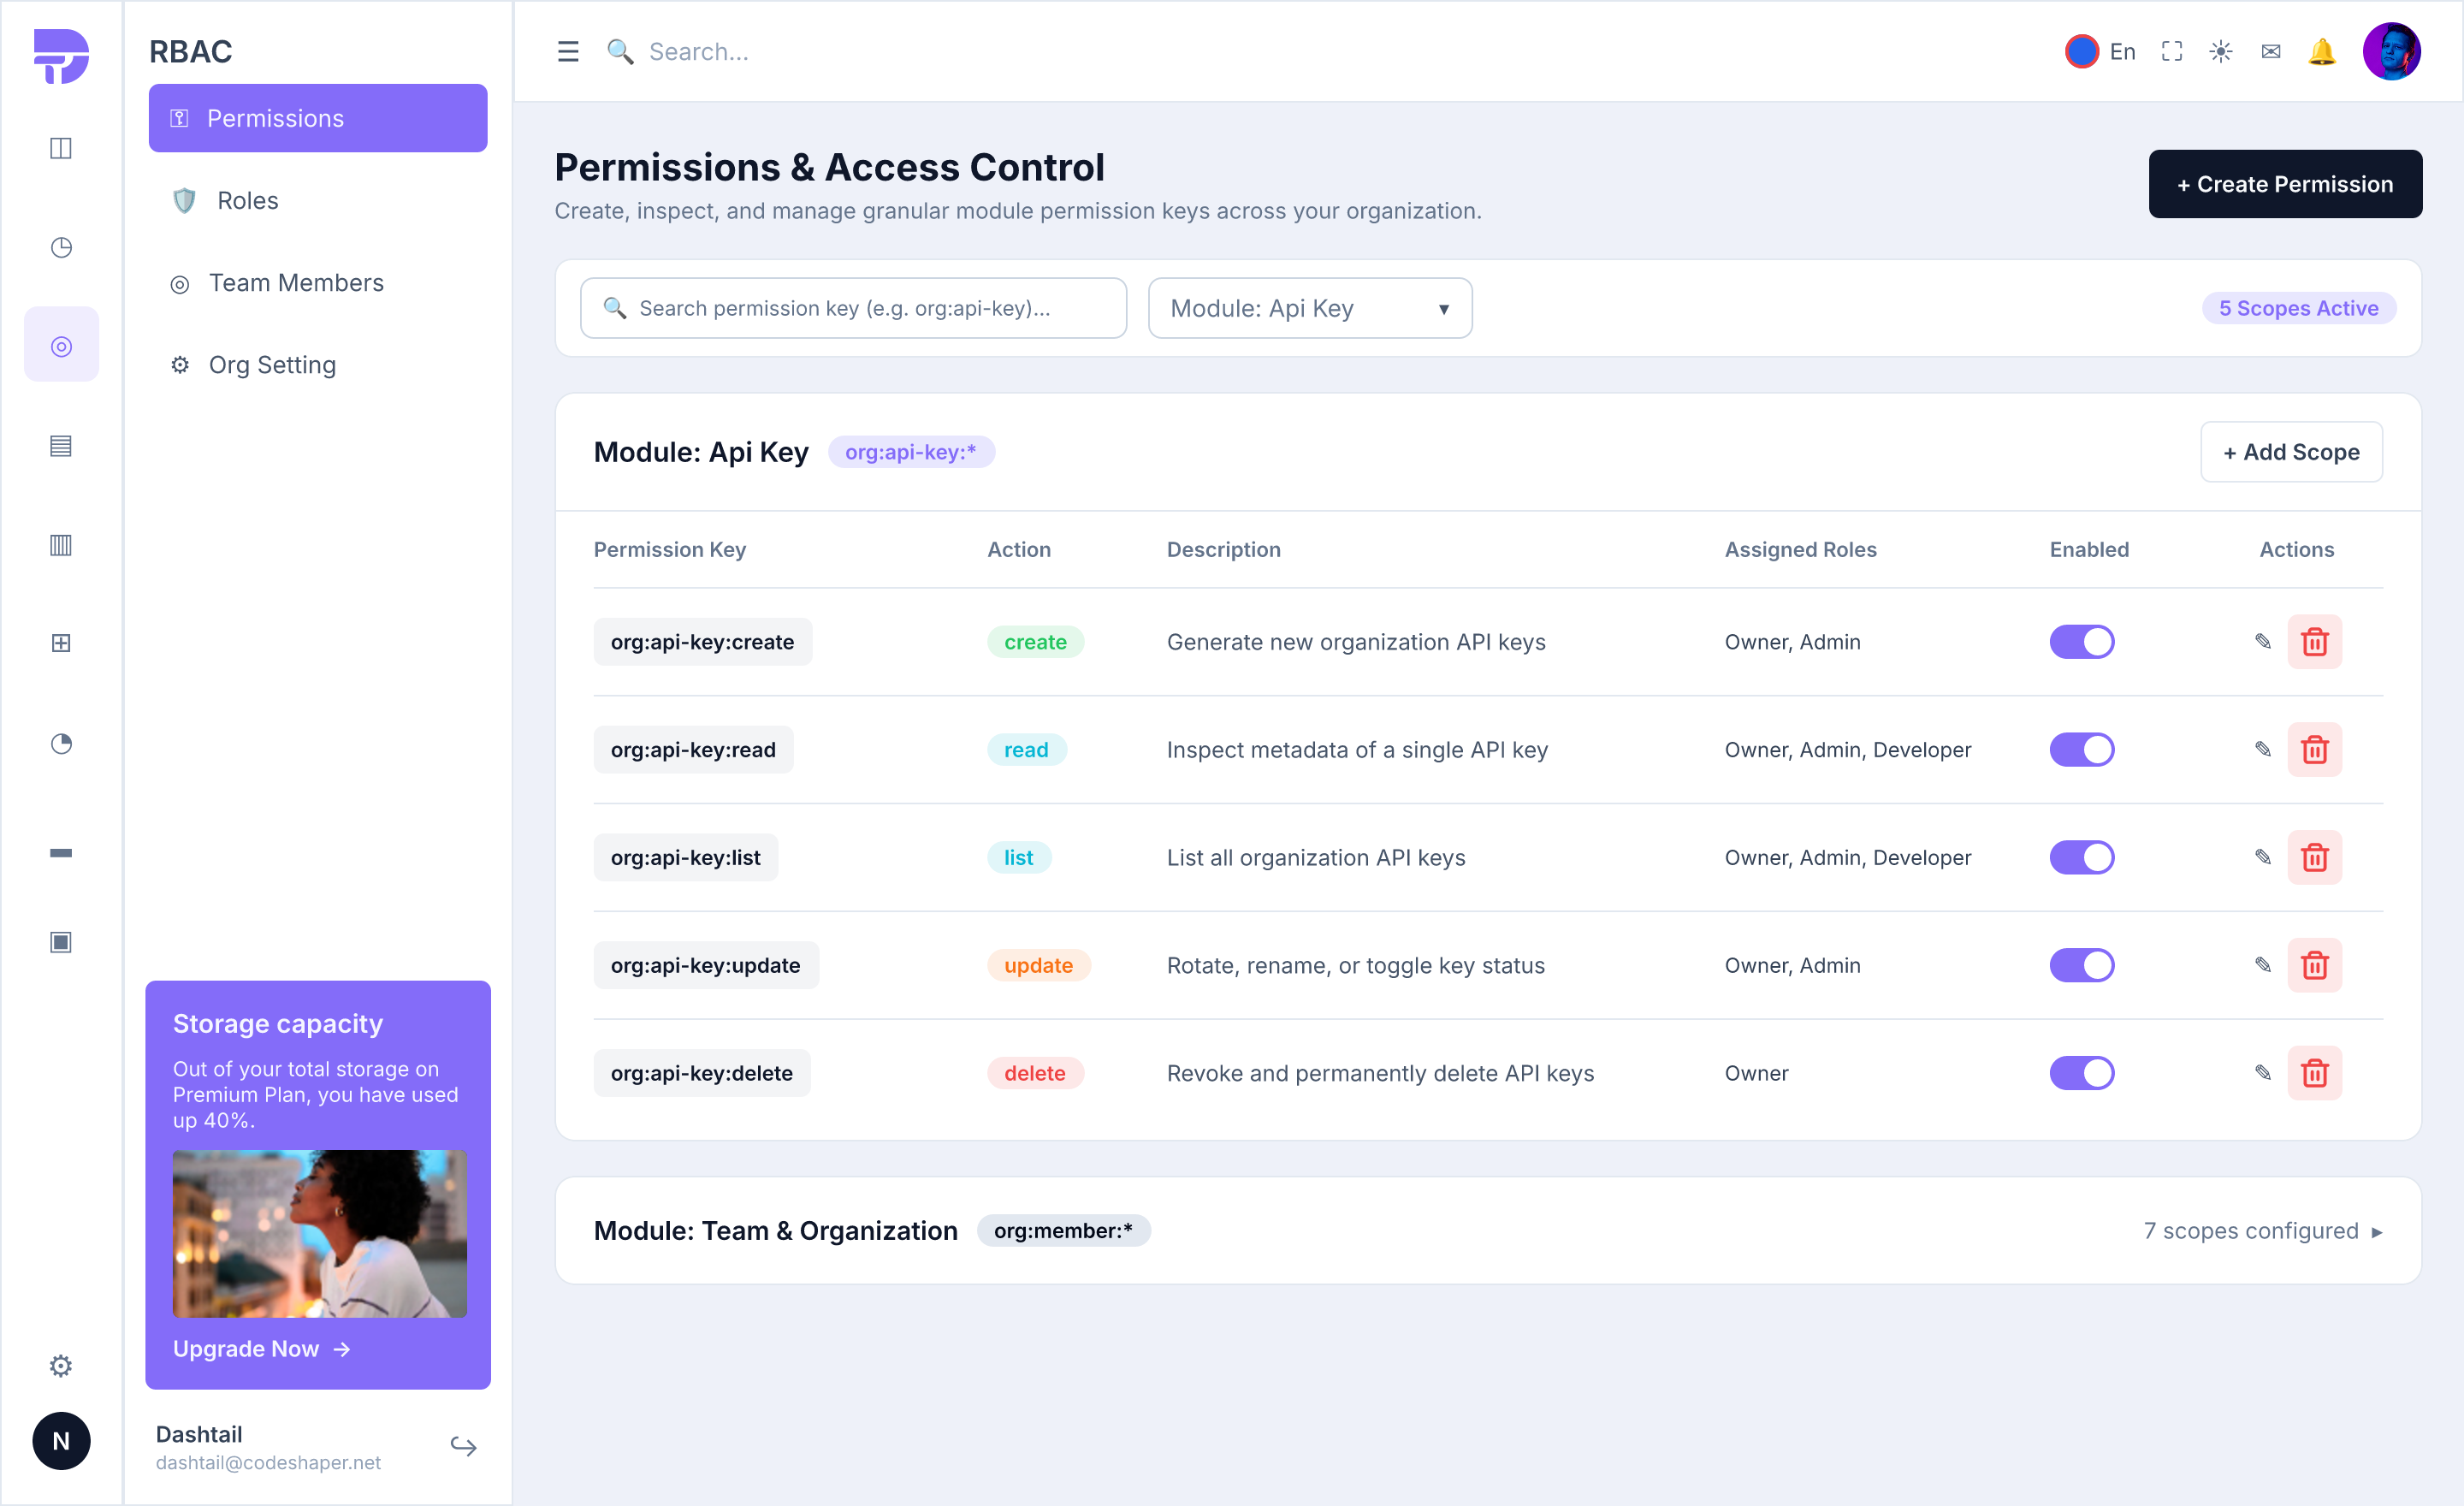 RBAC
Permissions
Roles
Team Members
Org Setting
Storage capacity
Out of your total storage on
Premium Plan, you have used
up 40%.
Upgrade Now →
Dashtail
dashtail@codeshaper.net
N
Search...
En
Permissions & Access Control
Create, inspect, and manage granular module permission keys across your organization.
+ Create Permission
Search permission key (e.g. org:api-key)...
Module: Api Key
5 Scopes Active
Module: Api Key org:api-key:*
+ Add Scope
Permission Key Action Description Assigned Roles Enabled Actions
org:api-key:create create Generate new organization API keys Owner, Admin
org:api-key:read read Inspect metadata of a single API key Owner, Admin, Developer
org:api-key:list list List all organization API keys Owner, Admin, Developer
org:api-key:update update Rotate, rename, or toggle key status Owner, Admin
org:api-key:delete delete Revoke and permanently delete API keys Owner
Module: Team & Organization org:member:*
7 scopes configured